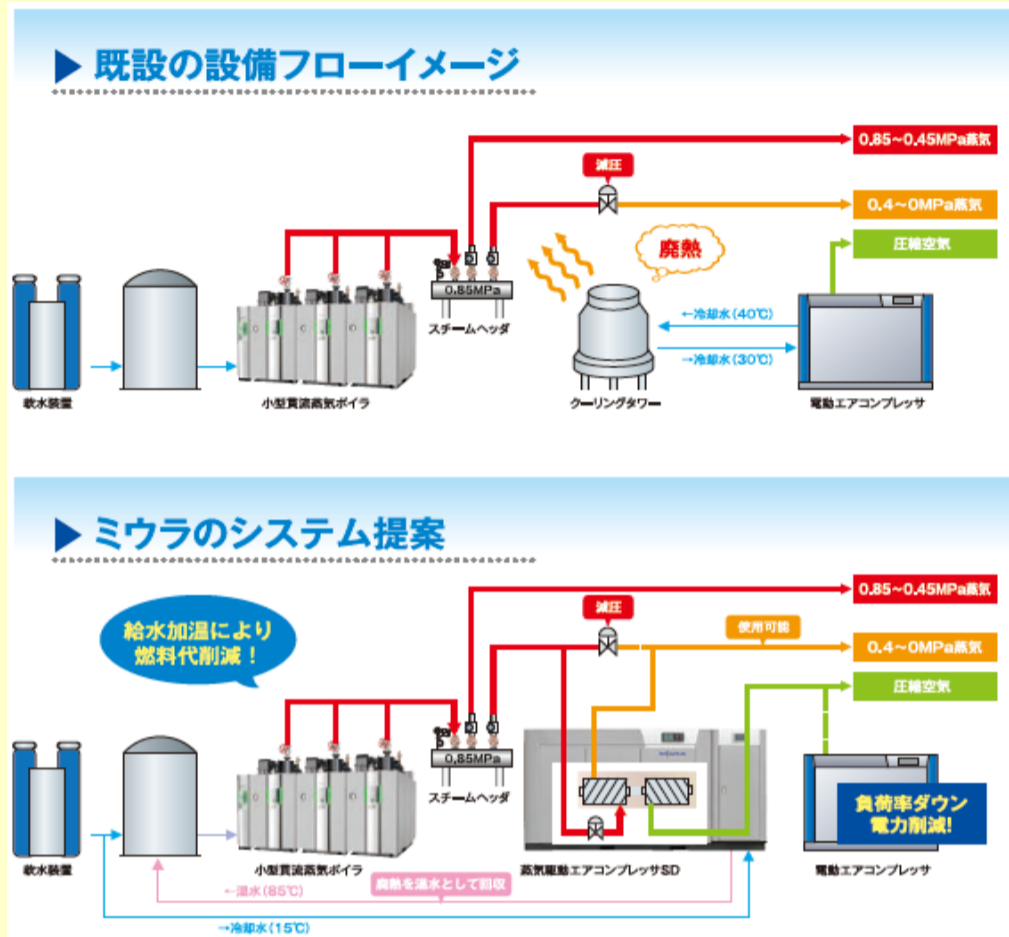 ▶ 既設の設備フローイメージ
0.85～0.45MPa蒸気
減圧
0.4～0MPa蒸気
廃熱
圧縮空気
0.85MPa
スチームヘッダ
←冷却水(40℃)
→冷却水(30℃)
軟水装置
小型貫流蒸気ボイラ
クーリングタワー
電動エアコンプレッサ
▶ ミウラのシステム提案
0.85～0.45MPa蒸気
減圧
給水加温により
燃料代削減！
使用可能
0.4～0MPa蒸気
圧縮空気
0.85MPa
スチームヘッダ
負荷率ダウン
電力削減!
軟水装置
小型貫流蒸気ボイラ
蒸気駆動エアコンプレッサSD
電動エアコンプレッサ
←温水(85℃)
廃熱を温水として回収
→冷却水(15℃)